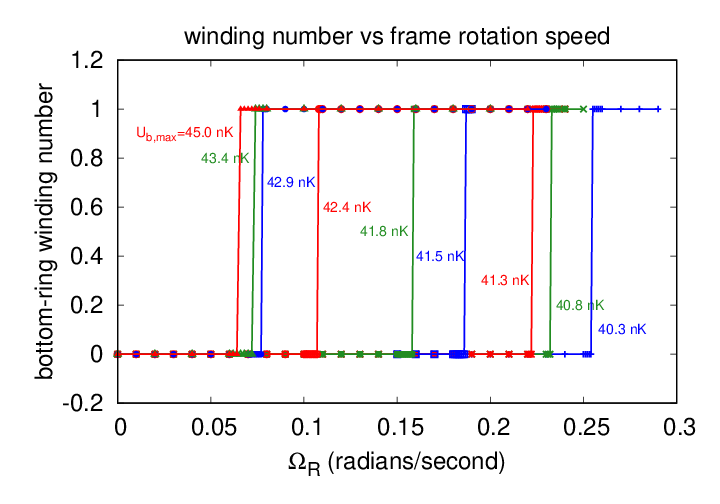 winding number vs frame rotation speed
1.2
1
0.8
0.6
0.4
0.2
0
-0.2
bottom-ring winding number
U_b,max=45.0 nK
43.4 nK
42.9 nK
42.4 nK
41.8 nK
41.5 nK
41.3 nK
40.8 nK
40.3 nK
0 0.05 0.1 0.15 0.2 0.25 0.3
Ω_R (radians/second)